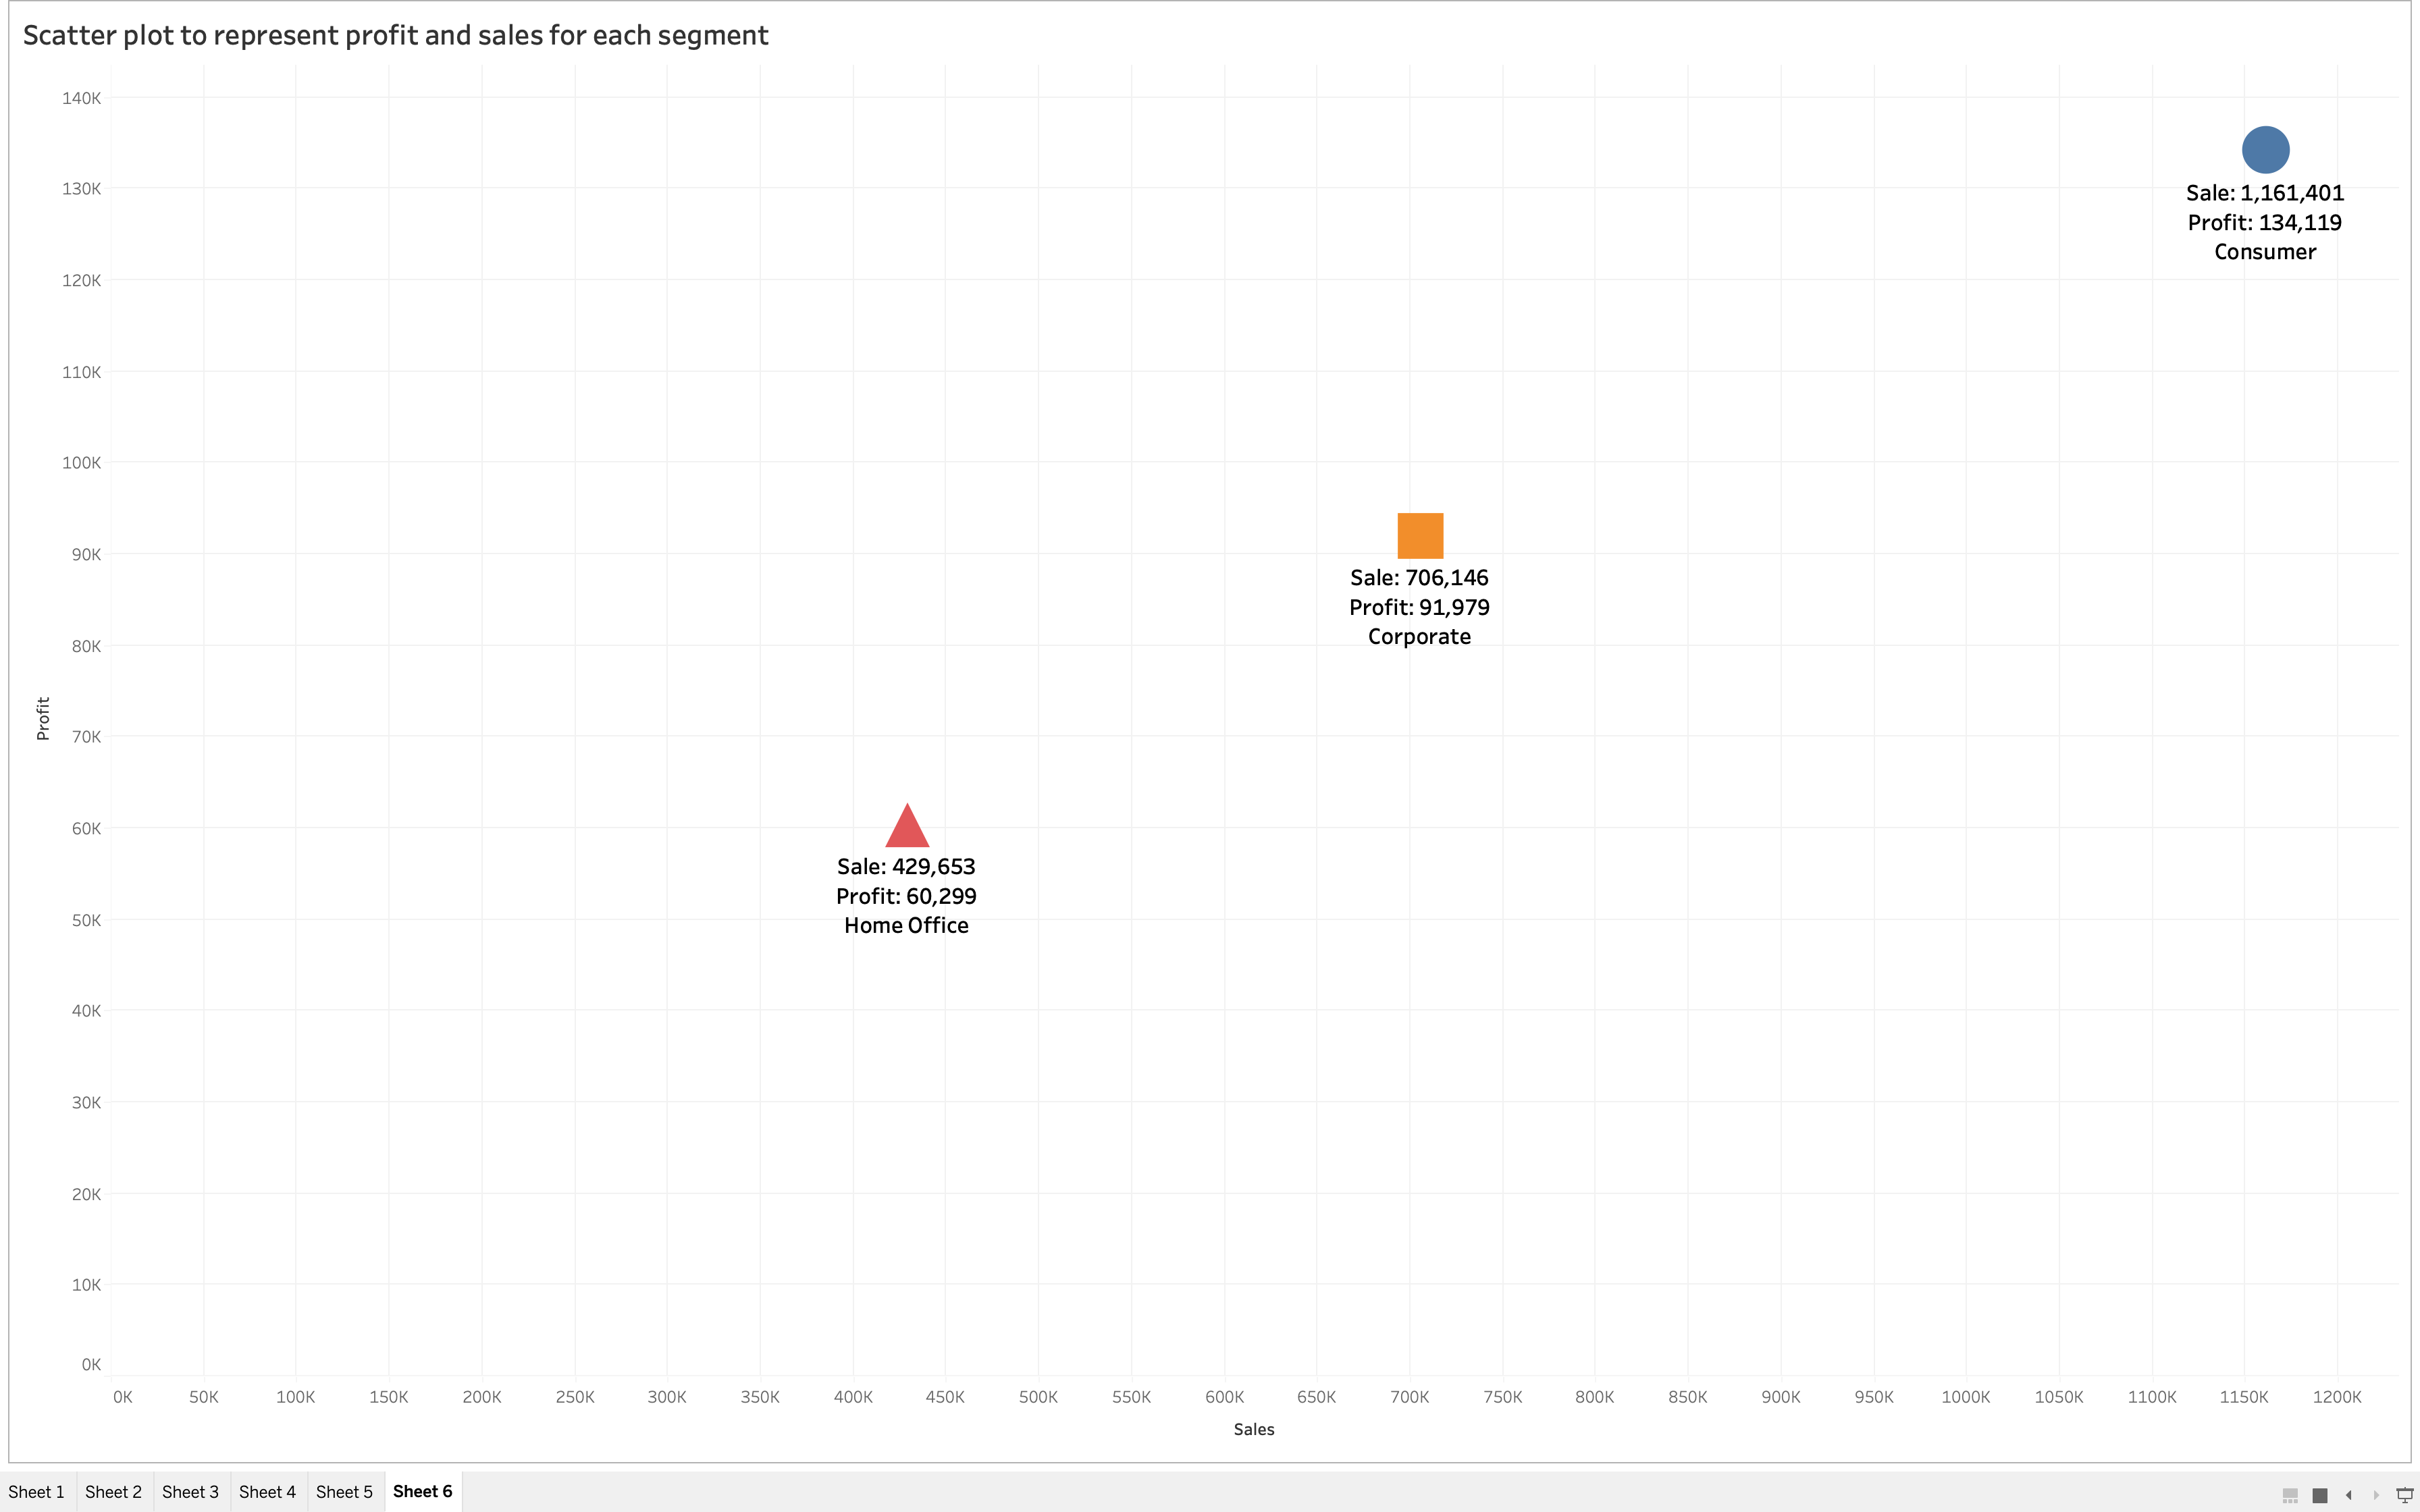 Scatter plot to represent profit and sales for each segment
140K
130K
Sale: 1,161,401
Profit: 134,119
Consumer
120K
110K
100K
90K
Sale: 706,146
Profit: 91,979
Corporate
80K
Profit
70K
60K
Sale: 429,653
Profit: 60,299
Home Office
50K
40K
30K
20K
10K
0K
0K 50K 100K 150K 200K 250K 300K 350K 400K 450K 500K 550K 600K 650K 700K 750K 800K 850K 900K 950K 1000K 1050K 1100K 1150K 1200K
Sales
Sheet 1 Sheet 2 Sheet 3 Sheet 4 Sheet 5 Sheet 6